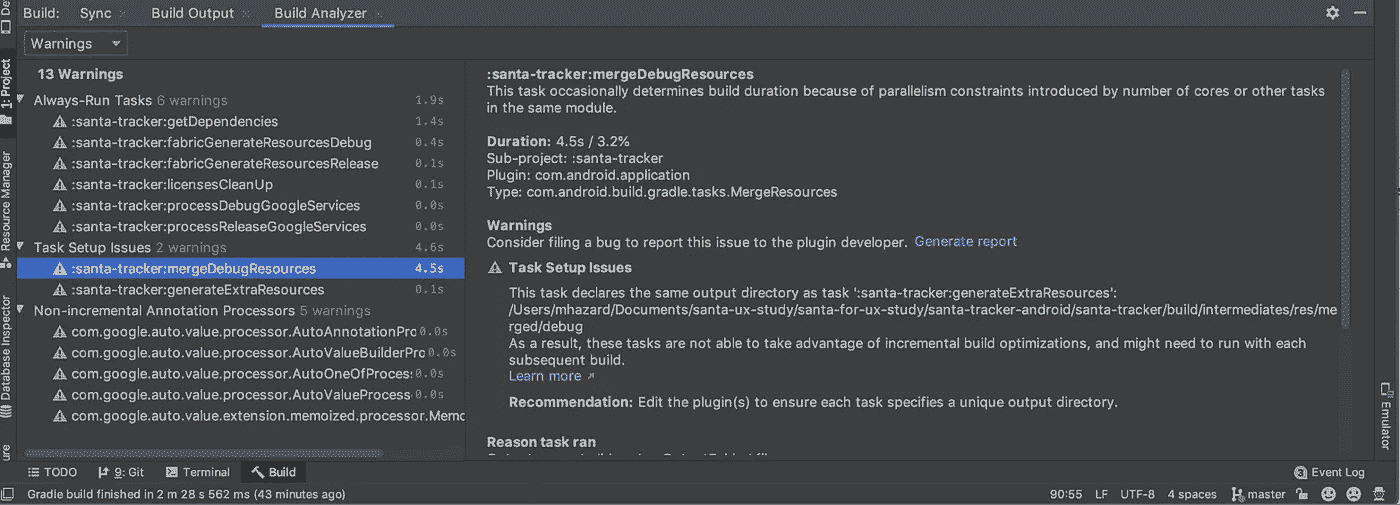 Build: Sync Build Output Build Analyzer
Warnings
13 Warnings
Always-Run Tasks 6 warnings 1.9s
:santa-tracker:getDependencies 1.4s
:santa-tracker:fabricGenerateResourcesDebug 0.4s
:santa-tracker:fabricGenerateResourcesRelease 0.1s
:santa-tracker:licensesCleanUp 0.1s
:santa-tracker:processDebugGoogleServices 0.0s
:santa-tracker:processReleaseGoogleServices 0.0s
Task Setup Issues 2 warnings 4.6s
:santa-tracker:mergeDebugResources 4.5s
:santa-tracker:generateExtraResources 0.1s
Non-incremental Annotation Processors 5 warnings
com.google.auto.value.processor.AutoAnnotationPro 0.0s
com.google.auto.value.processor.AutoValueBuilderPro 0.0s
com.google.auto.value.processor.AutoOneOfProces 0.0s
com.google.auto.value.processor.AutoValueProcess 0.0s
com.google.auto.value.extension.memoized.processor.Memo
:santa-tracker:mergeDebugResources
This task occasionally determines build duration because of parallelism constraints introduced by number of cores or other tasks
in the same module.
Duration: 4.5s / 3.2%
Sub-project: :santa-tracker
Plugin: com.android.application
Type: com.android.build.gradle.tasks.MergeResources
Warnings
Consider filing a bug to report this issue to the plugin developer. Generate report
Task Setup Issues
This task declares the same output directory as task ':santa-tracker:generateExtraResources':
/Users/mhazard/Documents/santa-ux-study/santa-for-ux-study/santa-tracker-android/santa-tracker/build/intermediates/res/me
rged/debug
As a result, these tasks are not able to take advantage of incremental build optimizations, and might need to run with each
subsequent build.
Learn more
Recommendation: Edit the plugin(s) to ensure each task specifies a unique output directory.
Reason task ran
1: Project
Resource Manager
Database Inspector
Emulator
TODO 9: Git Terminal Build Event Log
Gradle build finished in 2 m 28 s 562 ms (43 minutes ago) 90:55 LF UTF-8 4 spaces master